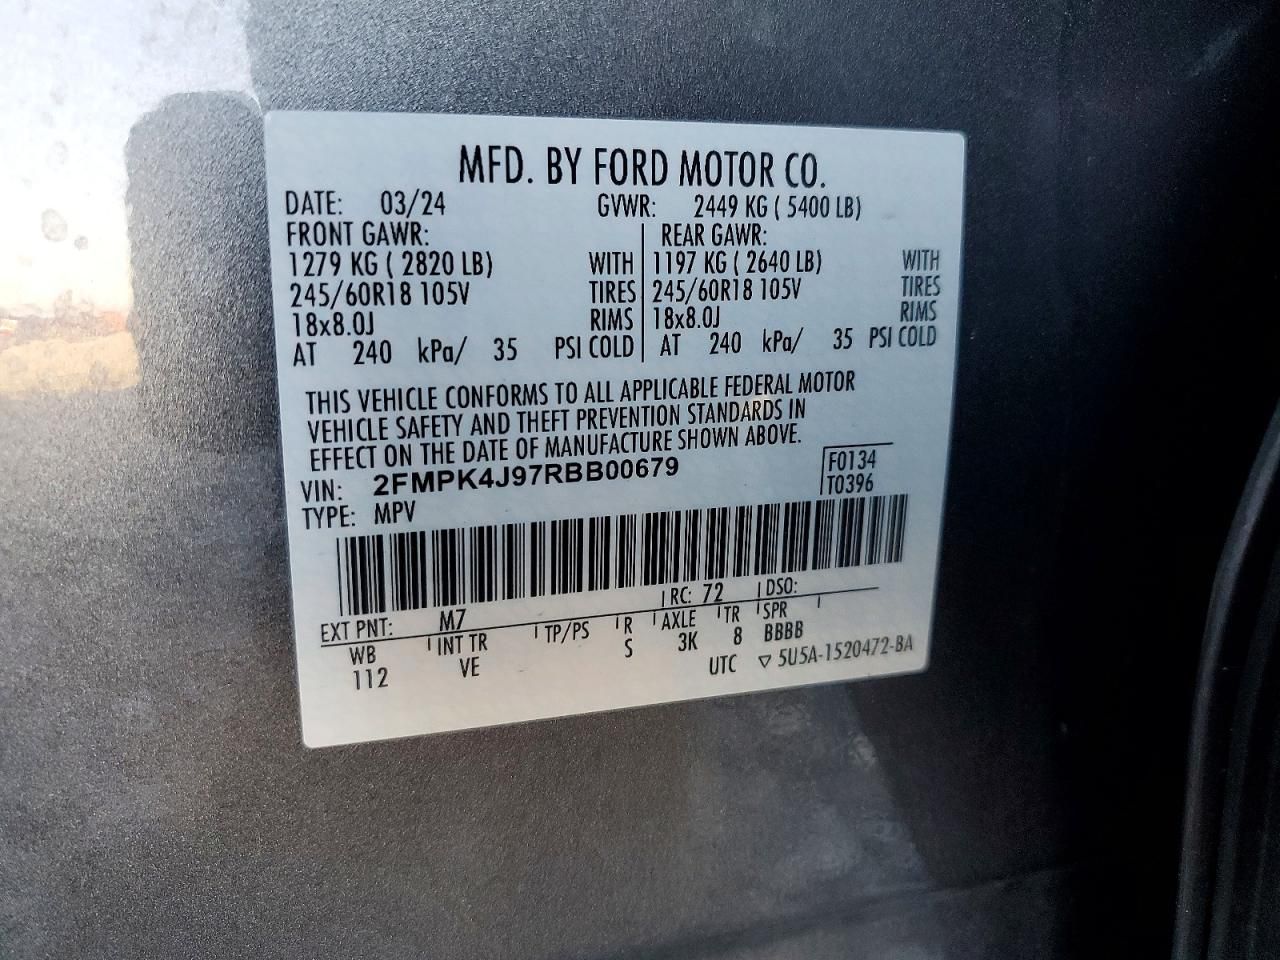 MFD. BY FORD MOTOR CO.
DATE: 03/24 GVWR: 2449 KG ( 5400 LB)
FRONT GAWR: REAR GAWR:
1279 KG ( 2820 LB) WITH 1197 KG ( 2640 LB) WITH
245/60R18 105V TIRES 245/60R18 105V TIRES
18x8.0J RIMS 18x8.0J RIMS
AT 240 kPa/ 35 PSI COLD AT 240 kPa/ 35 PSI COLD
THIS VEHICLE CONFORMS TO ALL APPLICABLE FEDERAL MOTOR
VEHICLE SAFETY AND THEFT PREVENTION STANDARDS IN
EFFECT ON THE DATE OF MANUFACTURE SHOWN ABOVE.
VIN: 2FMPK4J97RBB00679 F0134
TYPE: MPV T0396
EXT PNT: M7 RC: 72 DSO:
WB INT TR TP/PS R AXLE TR SPR
112 VE S 3K 8 BBBB
UTC ▽ 5U5A-1520472-BA